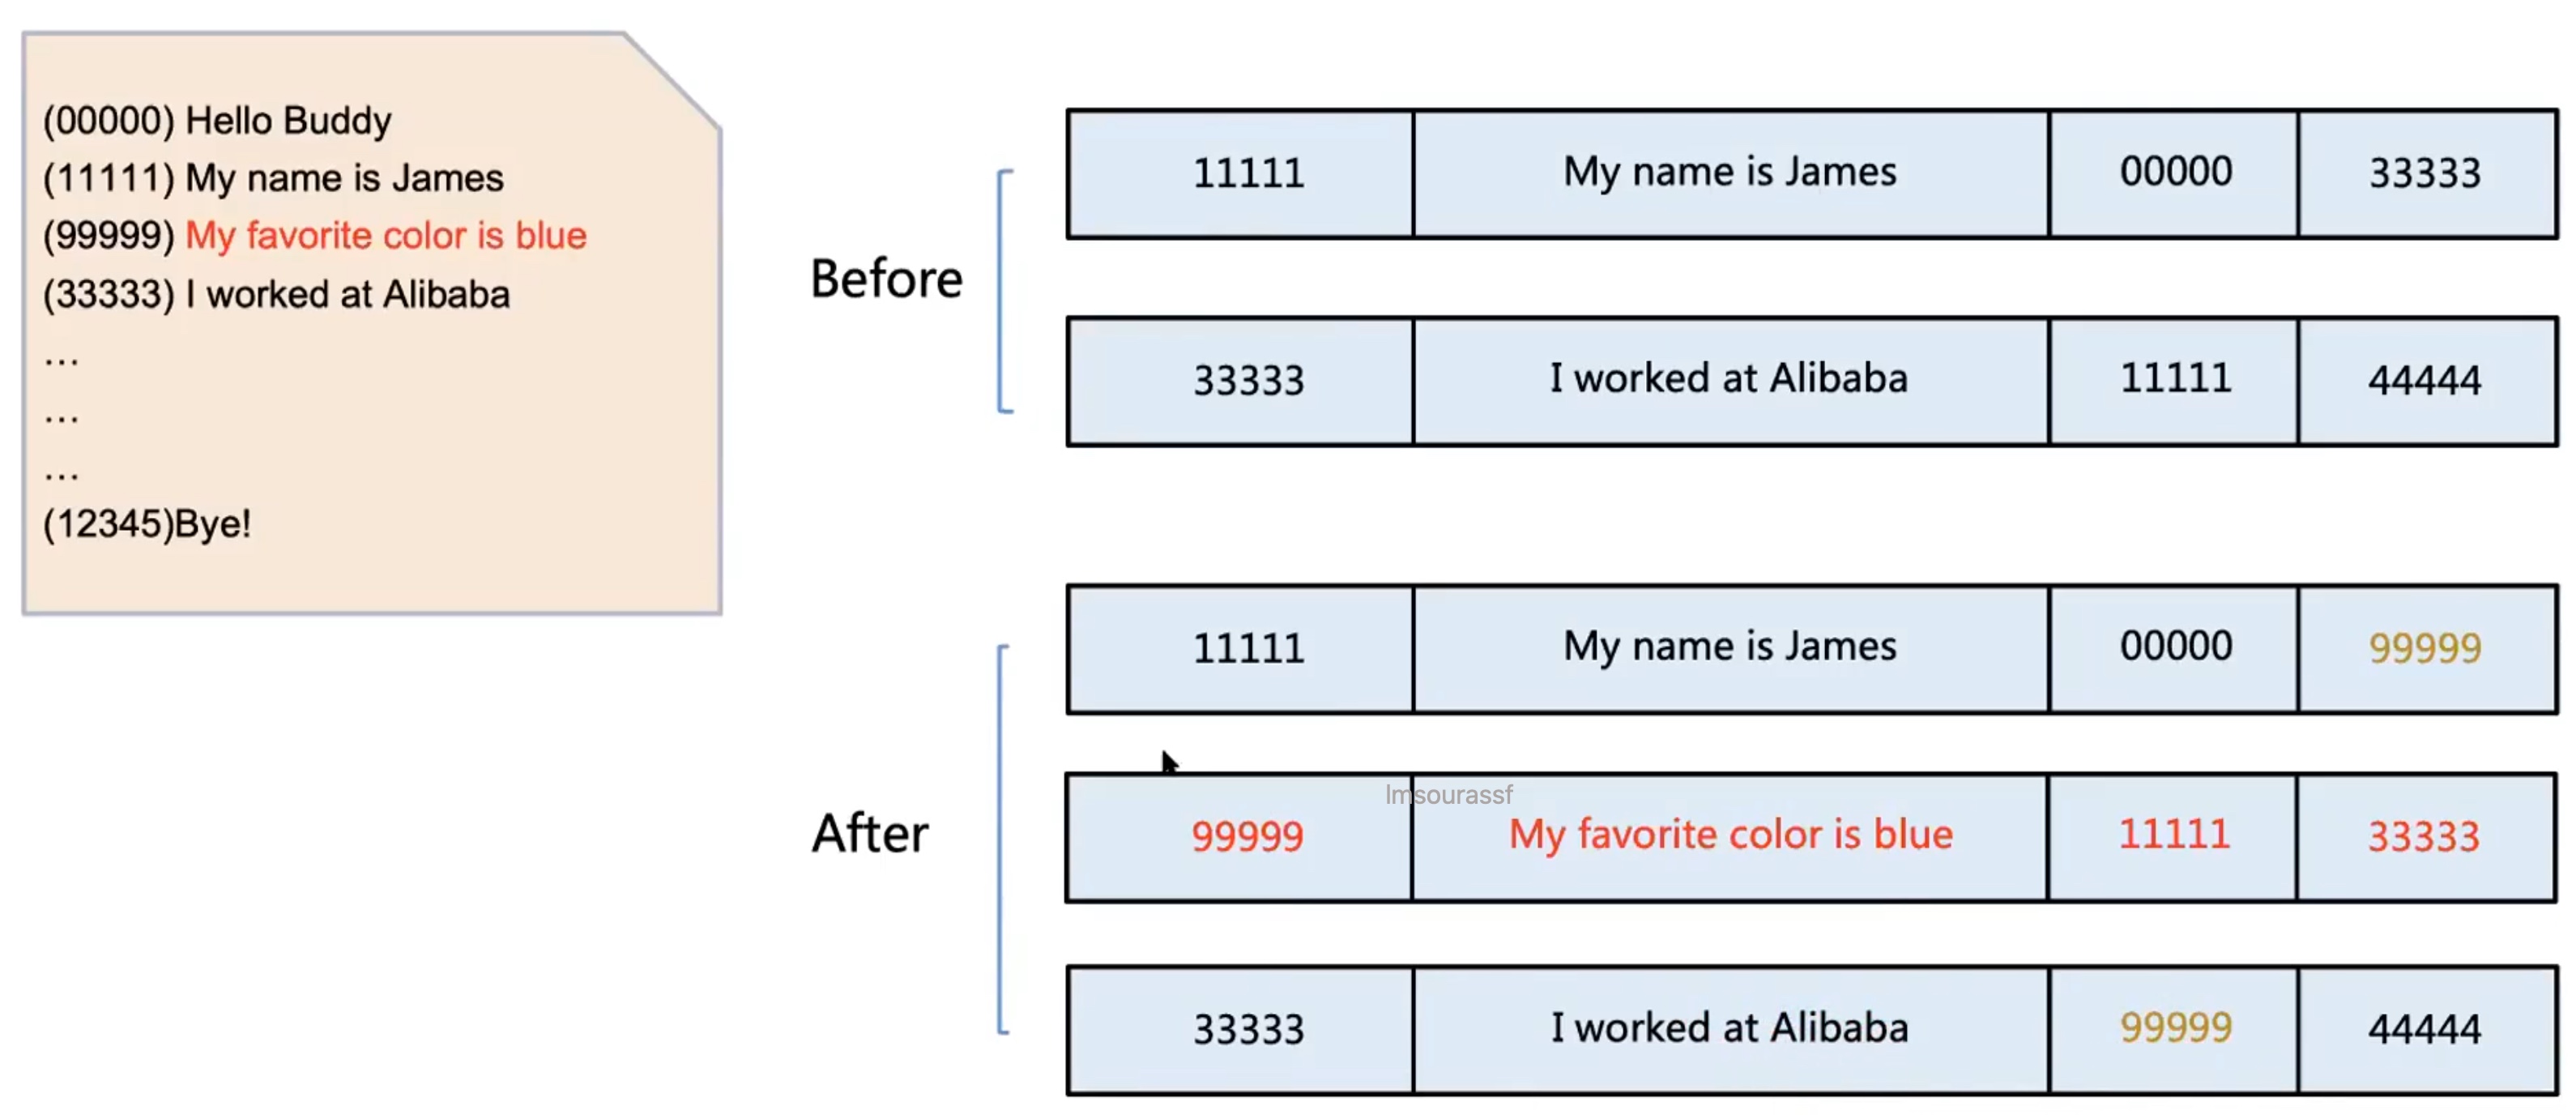 (00000) Hello Buddy
(11111) My name is James
(99999) My favorite color is blue
(33333) I worked at Alibaba
...
...
...
(12345)Bye!
Before
11111 My name is James 00000 33333
33333 I worked at Alibaba 11111 44444
After
11111 My name is James 00000 99999
lmsourassf
99999 My favorite color is blue 11111 33333
33333 I worked at Alibaba 99999 44444